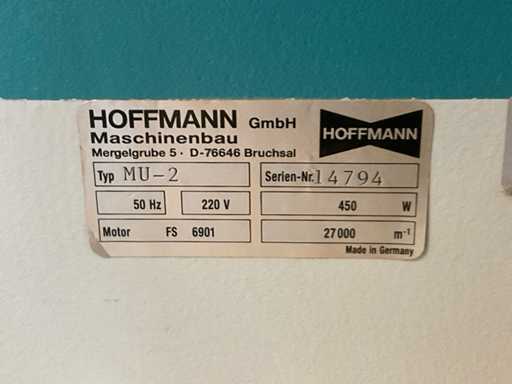 HOFFMANN GmbH
Maschinenbau
Mergelgrube 5 · D-76646 Bruchsal
HOFFMANN
Typ MU-2
Serien-Nr. 14794
50 Hz 220 V 450 W
Motor FS 6901 27000 m⁻¹
Made in Germany